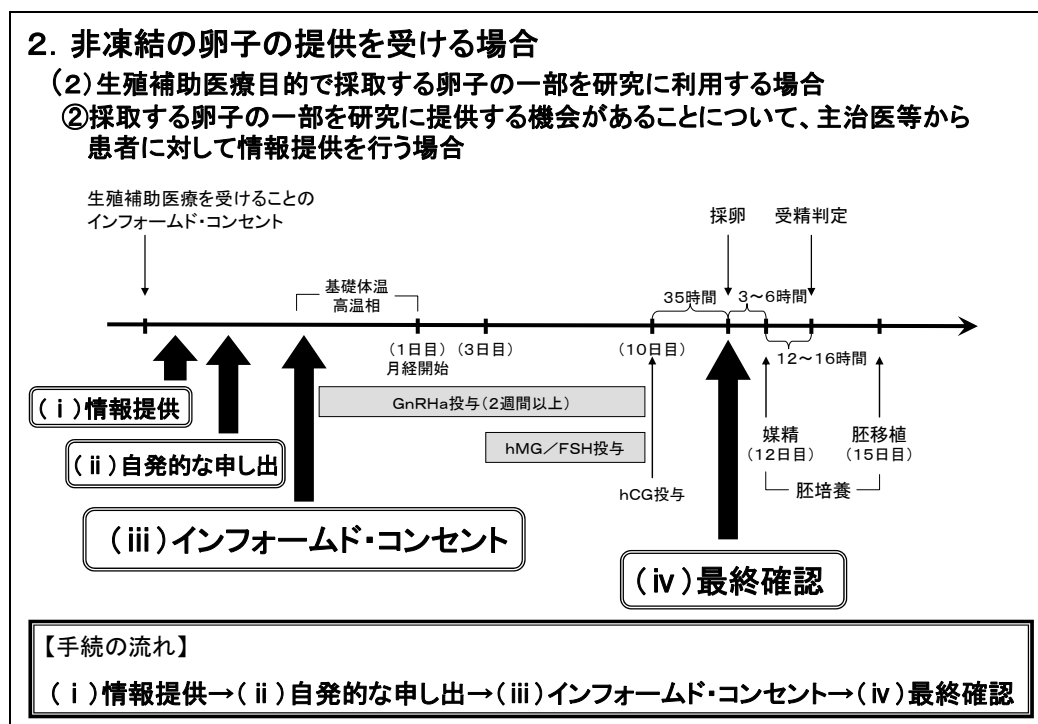 ２．非凍結の卵子の提供を受ける場合
（２）生殖補助医療目的で採取する卵子の一部を研究に利用する場合
②採取する卵子の一部を研究に提供する機会があることについて、主治医等から
患者に対して情報提供を行う場合
生殖補助医療を受けることの
インフォームド・コンセント
採卵
受精判定
基礎体温
高温相
35時間
3～6時間
（1日目）
月経開始
（3日目）
（10日目）
12～16時間
（ⅰ）情報提供
GnRHa投与（2週間以上）
（ⅱ）自発的な申し出
hMG／FSH投与
媒精
（12日目）
胚移植
（15日目）
hCG投与
胚培養
（ⅲ）インフォームド・コンセント
（ⅳ）最終確認
【手続の流れ】
（ⅰ）情報提供→（ⅱ）自発的な申し出→（ⅲ）インフォームド・コンセント→（ⅳ）最終確認